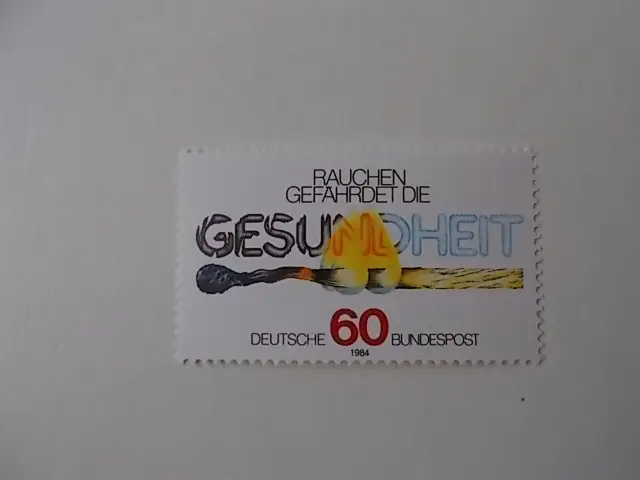 RAUCHEN
GEFÄHRDET DIE
GESUNDHEIT
DEUTSCHE 60 BUNDESPOST
1984